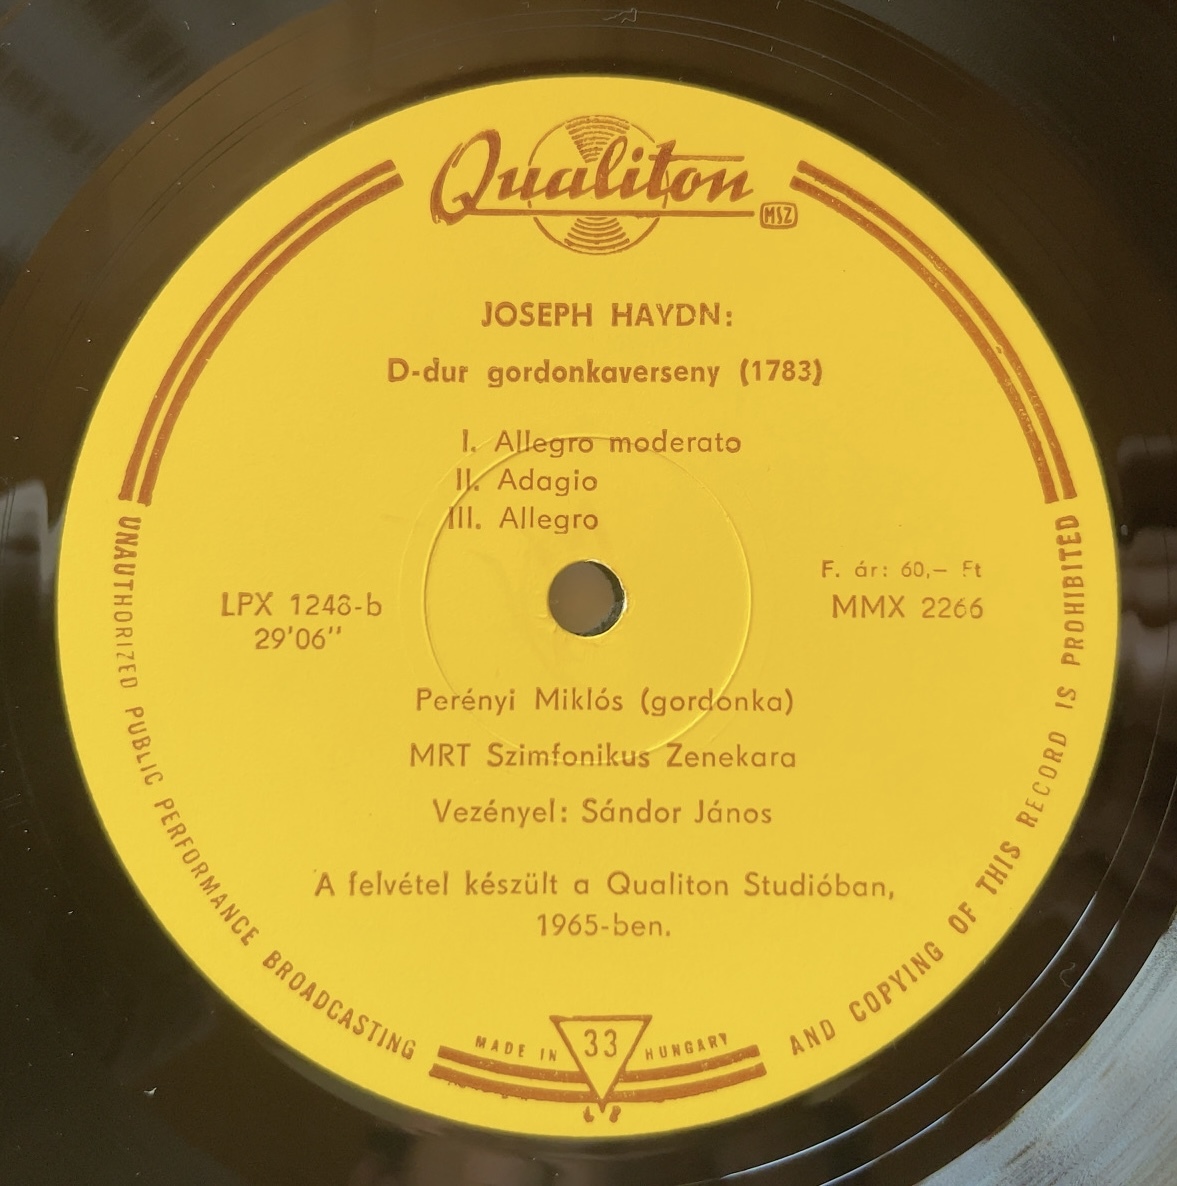 Qualiton
MSZ
JOSEPH HAYDN:
D-dur gordonkaverseny (1783)
I. Allegro moderato
II. Adagio
III. Allegro
LPX 1248-b
29'06''
F. ár: 60,– Ft
MMX 2266
Perényi Miklós (gordonka)
MRT Szimfonikus Zenekara
Vezényel: Sándor János
A felvétel készült a Qualiton Studióban,
1965-ben.
UNAUTHORIZED PUBLIC PERFORMANCE BROADCASTING AND COPYING OF THIS RECORD IS PROHIBITED
MADE IN 33 HUNGARY